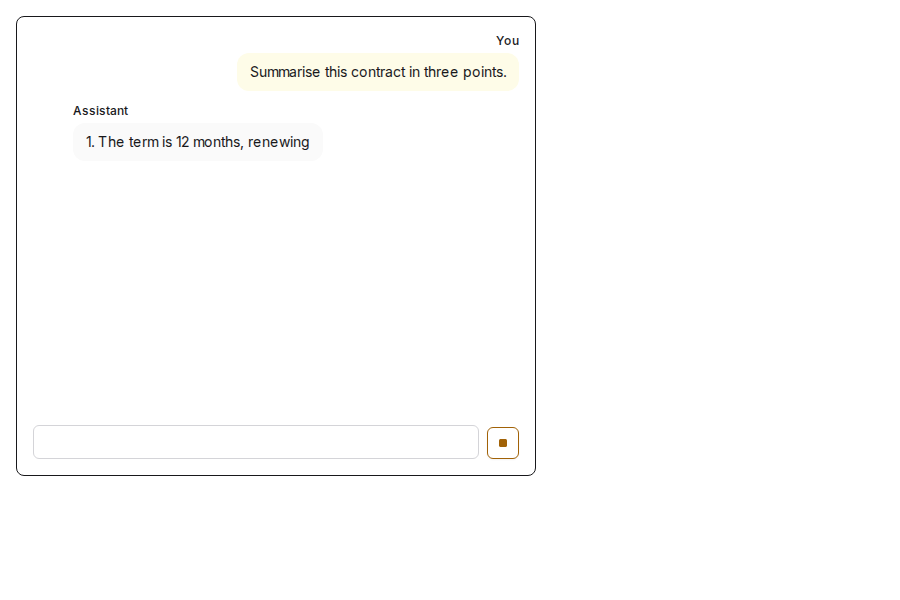 You
Summarise this contract in three points.
Assistant
1. The term is 12 months, renewing